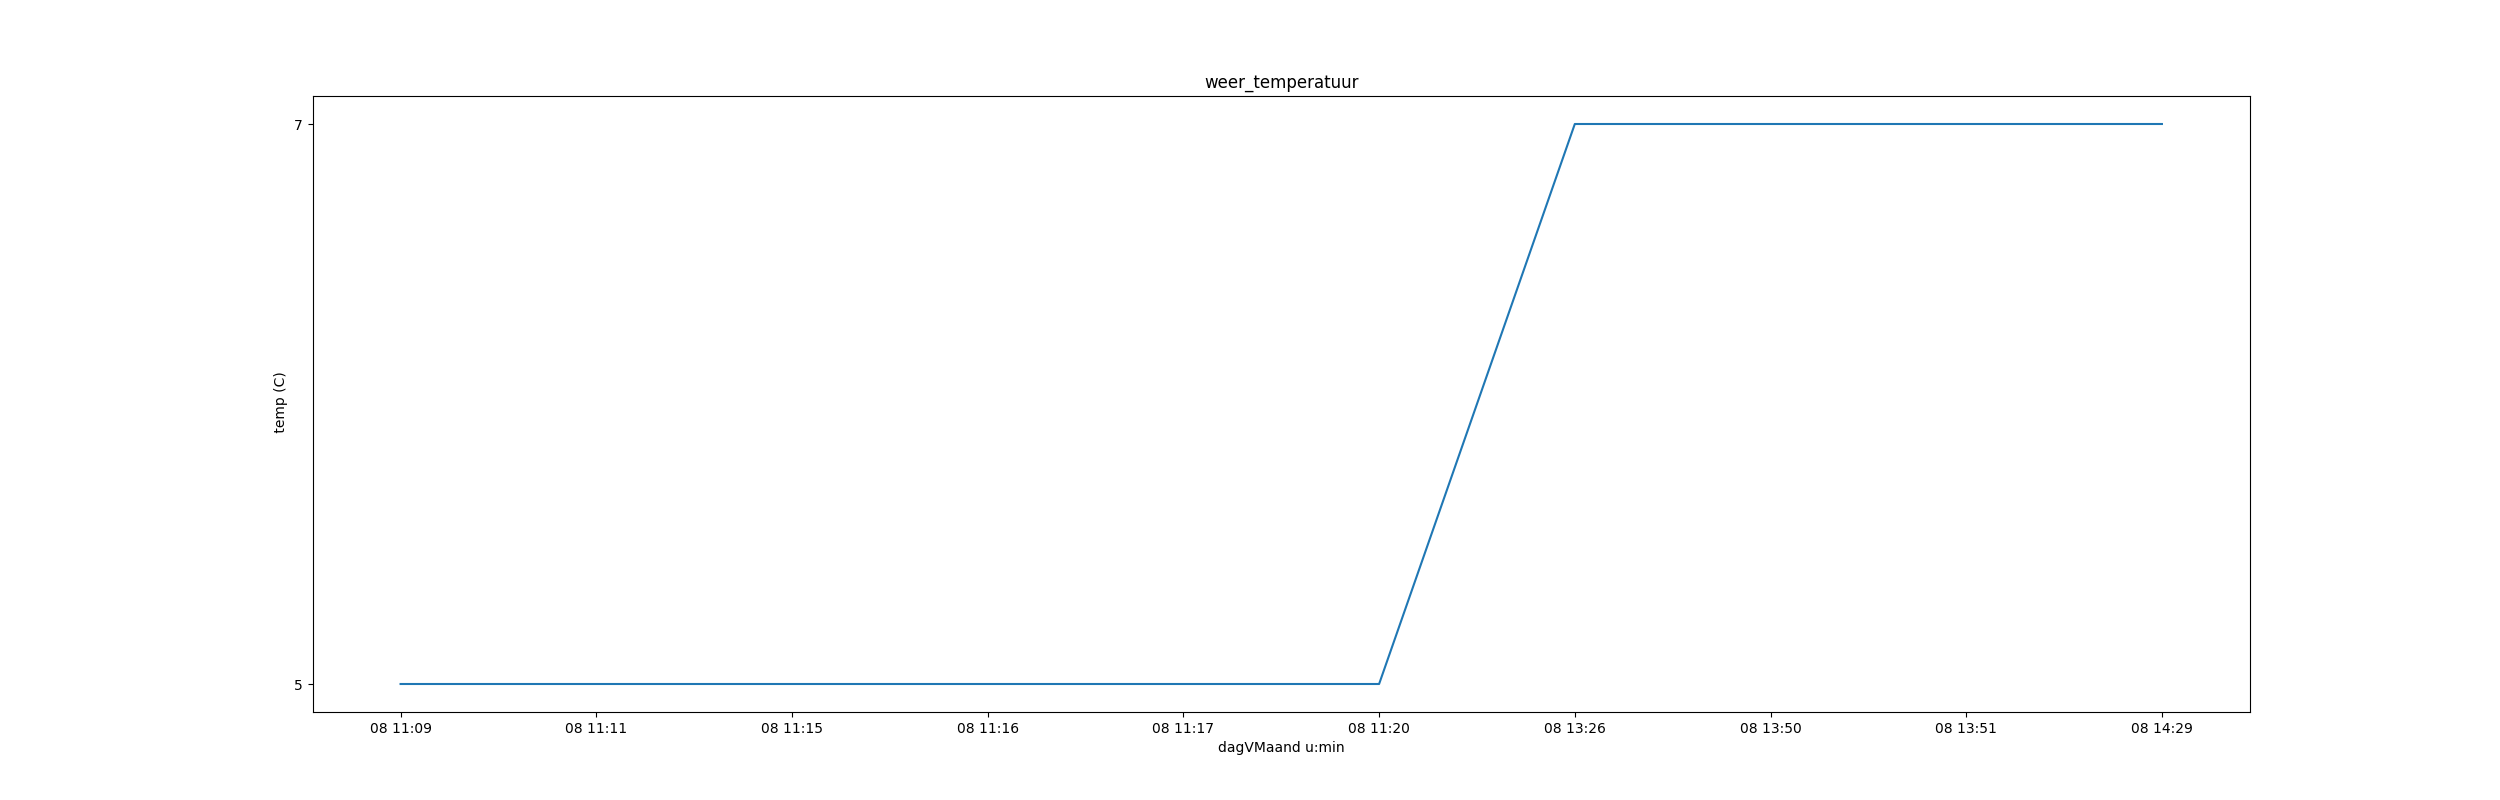 weer_temperatuur
7
temp (C)
5
08 11:09 08 11:11 08 11:15 08 11:16 08 11:17 08 11:20 08 13:26 08 13:50 08 13:51 08 14:29
dagVMaand u:min